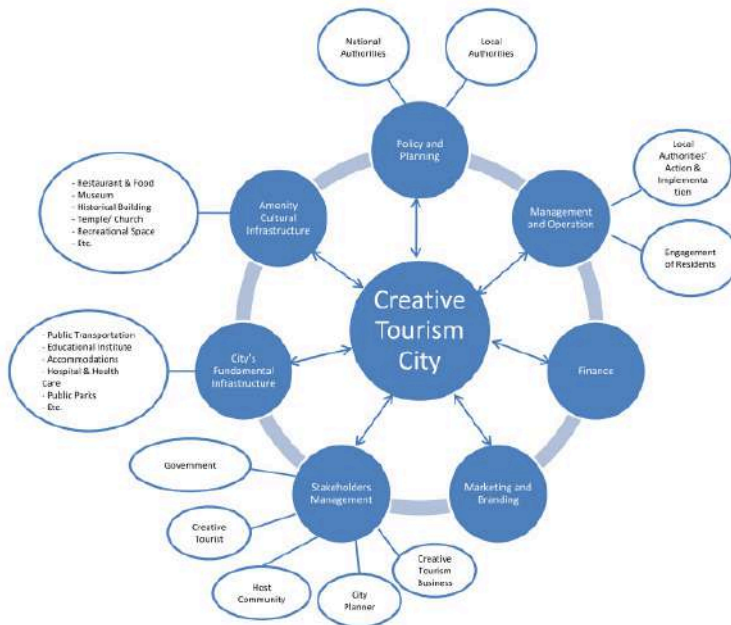 National
Authorities
Local
Authorities
Policy and
Planning
Local
Authorities'
Action &
Implementa
tion
- Restaurant & Food
- Museum
- Historical Building
- Temple/ Church
- Recreational Space
- Etc.
Amenity
Cultural
Infrastructure
Management
and Operation
Engagement
of Residents
Creative
Tourism
City
- Public Transportation
- Educational Institute
- Accommodations
- Hospital & Health
care
- Public Parks
- Etc.
City's
Fundamental
Infrastructure
Finance
Government
Stakeholders
Management
Marketing and
Branding
Creative
Tourist
Host
Community
City
Planner
Creative
Tourism
Business